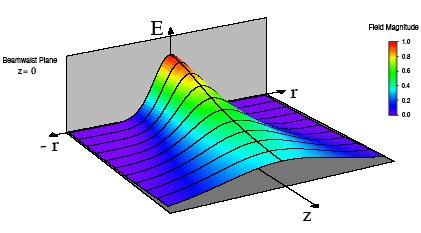 E
Field Magnitude
Beamwaist Plane
z= 0
1.0
0.8
0.6
0.4
0.2
0.0
r
- r
z